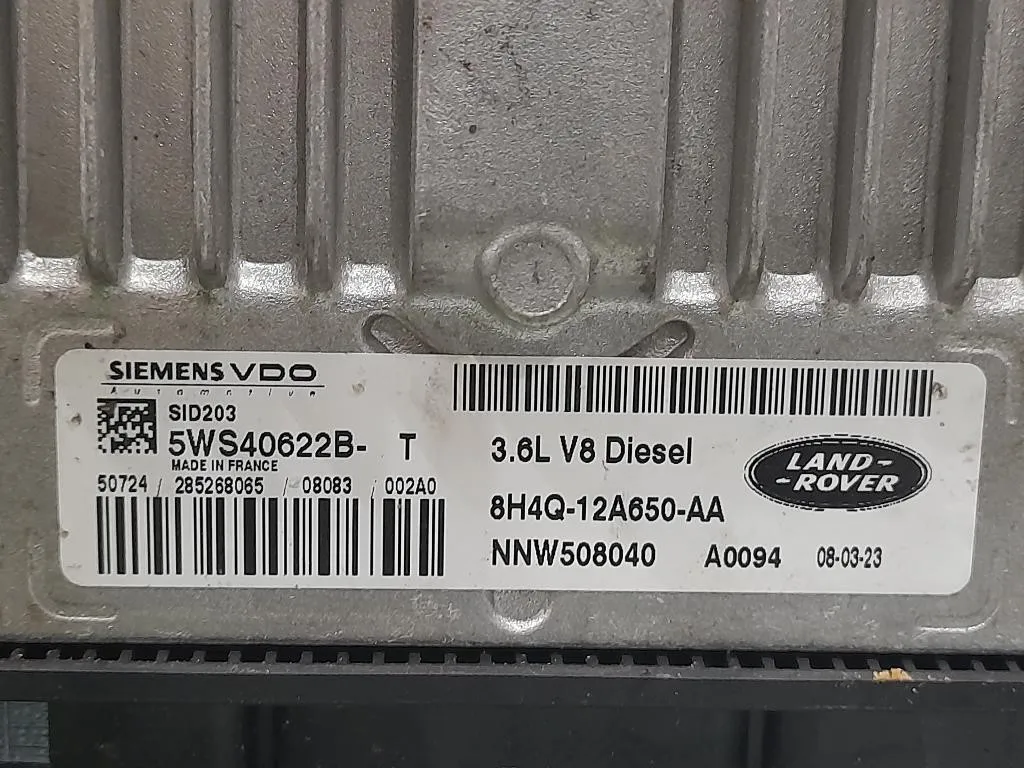 SIEMENS VDO
Automotive
SID203
5WS40622B- T
MADE IN FRANCE
50724 / 285268065 / 08083 / 002A0
3.6L V8 Diesel
8H4Q-12A650-AA
NNW508040 A0094 08-03-23
LAND-
-ROVER